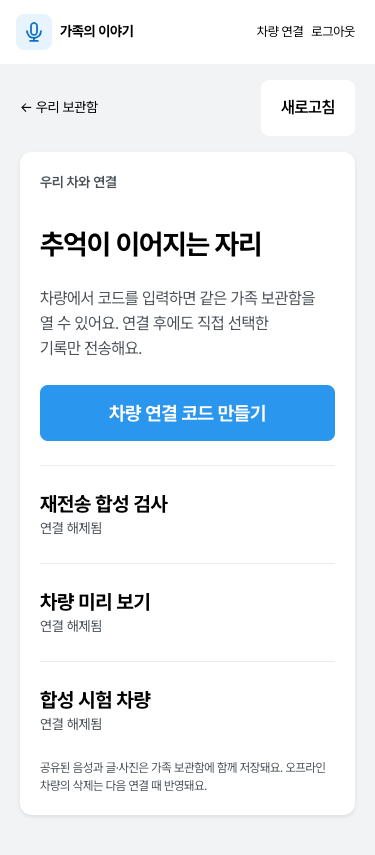 가족의 이야기
차량 연결 로그아웃
← 우리 보관함
새로고침
우리 차와 연결
추억이 이어지는 자리
차량에서 코드를 입력하면 같은 가족 보관함을
열 수 있어요. 연결 후에도 직접 선택한
기록만 전송해요.
차량 연결 코드 만들기
재전송 합성 검사
연결 해제됨
차량 미리 보기
연결 해제됨
합성 시험 차량
연결 해제됨
공유된 음성과 글·사진은 가족 보관함에 함께 저장돼요. 오프라인
차량의 삭제는 다음 연결 때 반영돼요.